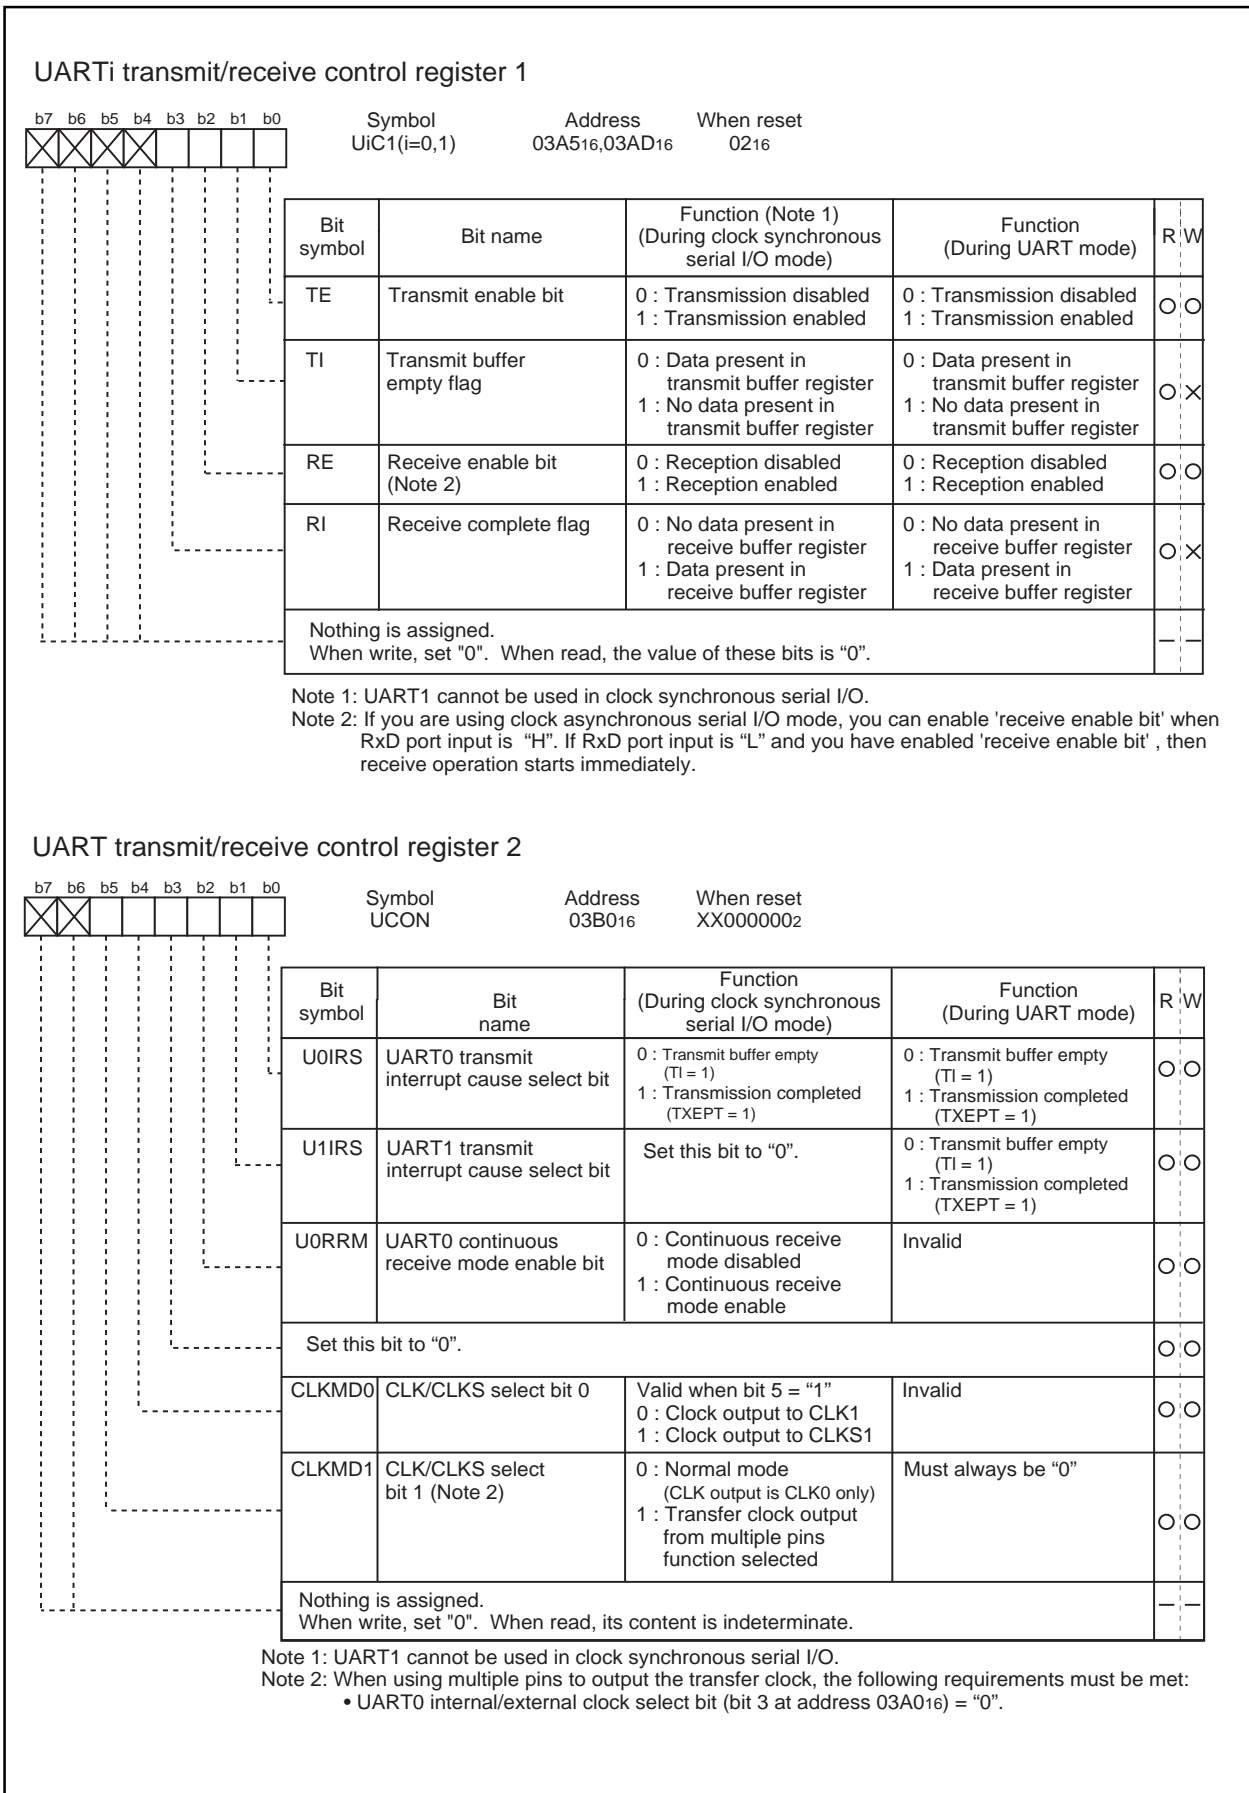 UARTi transmit/receive control register 1
b7 b6 b5 b4 b3 b2 b1 b0
Symbol Address When reset
UiC1(i=0,1) 03A516,03AD16 0216
Bit symbol Bit name Function (Note 1) (During clock synchronous serial I/O mode) Function (During UART mode) R W
TE Transmit enable bit 0 : Transmission disabled 0 : Transmission disabled
1 : Transmission enabled 1 : Transmission enabled
TI Transmit buffer 0 : Data present in 0 : Data present in
empty flag transmit buffer register transmit buffer register
1 : No data present in 1 : No data present in
transmit buffer register transmit buffer register
RE Receive enable bit 0 : Reception disabled 0 : Reception disabled
(Note 2) 1 : Reception enabled 1 : Reception enabled
RI Receive complete flag 0 : No data present in 0 : No data present in
receive buffer register receive buffer register
1 : Data present in 1 : Data present in
receive buffer register receive buffer register
Nothing is assigned.
When write, set "0". When read, the value of these bits is “0”.
Note 1: UART1 cannot be used in clock synchronous serial I/O.
Note 2: If you are using clock asynchronous serial I/O mode, you can enable 'receive enable bit' when
RxD port input is “H”. If RxD port input is “L” and you have enabled 'receive enable bit' , then
receive operation starts immediately.
UART transmit/receive control register 2
b7 b6 b5 b4 b3 b2 b1 b0
Symbol Address When reset
UCON 03B016 XX0000002
Bit symbol Bit name Function (During clock synchronous serial I/O mode) Function (During UART mode) R W
U0IRS UART0 transmit 0 : Transmit buffer empty 0 : Transmit buffer empty
interrupt cause select bit (TI = 1) (TI = 1)
1 : Transmission completed 1 : Transmission completed
(TXEPT = 1) (TXEPT = 1)
U1IRS UART1 transmit Set this bit to “0”. 0 : Transmit buffer empty
interrupt cause select bit (TI = 1)
1 : Transmission completed
(TXEPT = 1)
U0RRM UART0 continuous 0 : Continuous receive Invalid
receive mode enable bit mode disabled
1 : Continuous receive
mode enable
Set this bit to “0”.
CLKMD0 CLK/CLKS select bit 0 Valid when bit 5 = “1” Invalid
0 : Clock output to CLK1
1 : Clock output to CLKS1
CLKMD1 CLK/CLKS select 0 : Normal mode Must always be “0”
bit 1 (Note 2) (CLK output is CLK0 only)
1 : Transfer clock output
from multiple pins
function selected
Nothing is assigned.
When write, set "0". When read, its content is indeterminate.
Note 1: UART1 cannot be used in clock synchronous serial I/O.
Note 2: When using multiple pins to output the transfer clock, the following requirements must be met:
• UART0 internal/external clock select bit (bit 3 at address 03A016) = “0”.